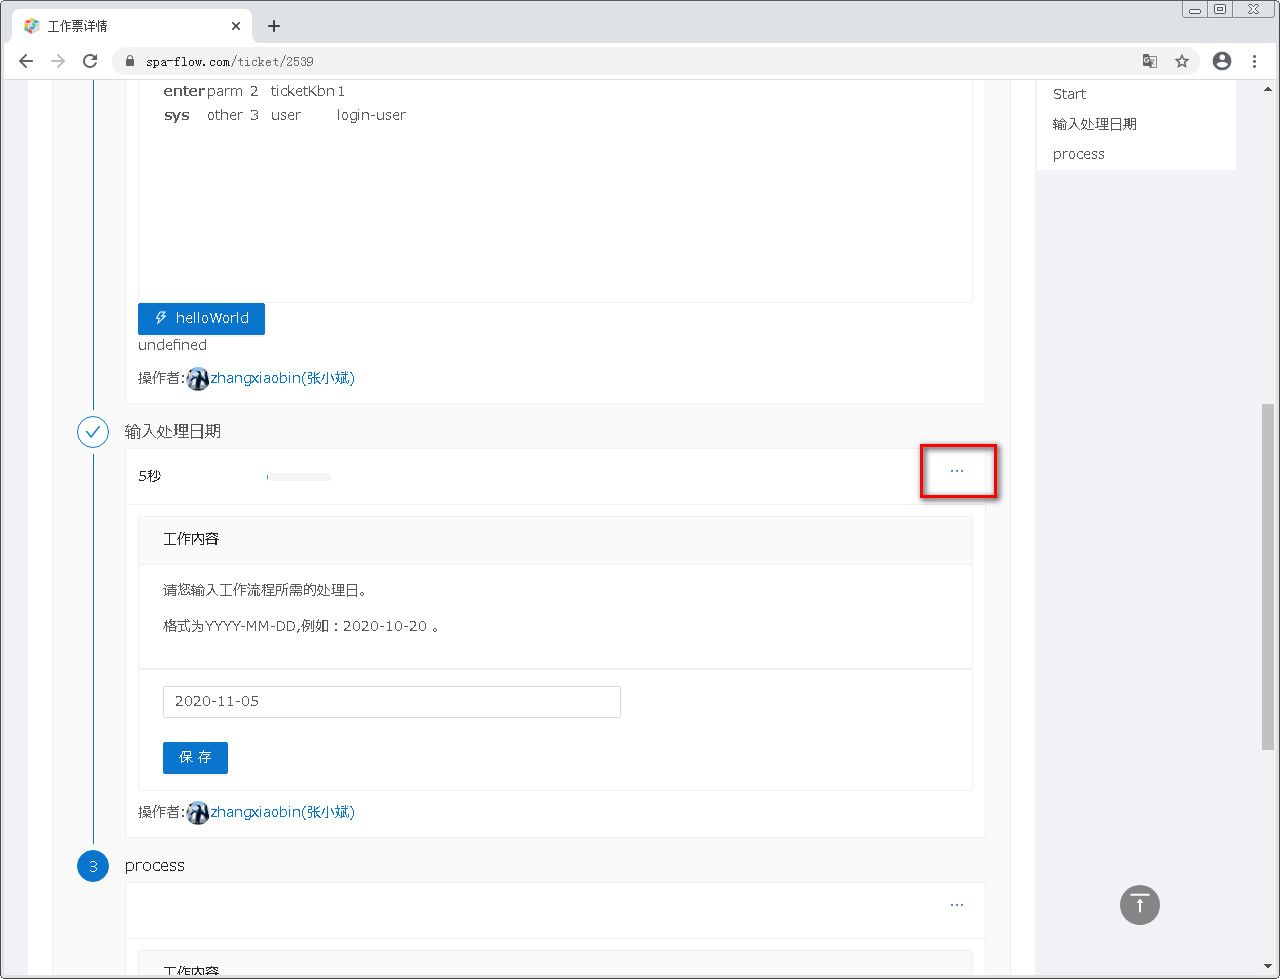 工作票详情
spa-flow.com/ticket/2539
enter parm 2 ticketKbn 1
sys other 3 user login-user
Start
输入处理日期
process
helloWorld
undefined
操作者:zhangxiaobin(张小斌)
输入处理日期
5秒
...
工作内容
请您输入工作流程所需的处理日。
格式为YYYY-MM-DD,例如：2020-10-20 。
2020-11-05
保 存
操作者:zhangxiaobin(张小斌)
3 process
...
工作内容